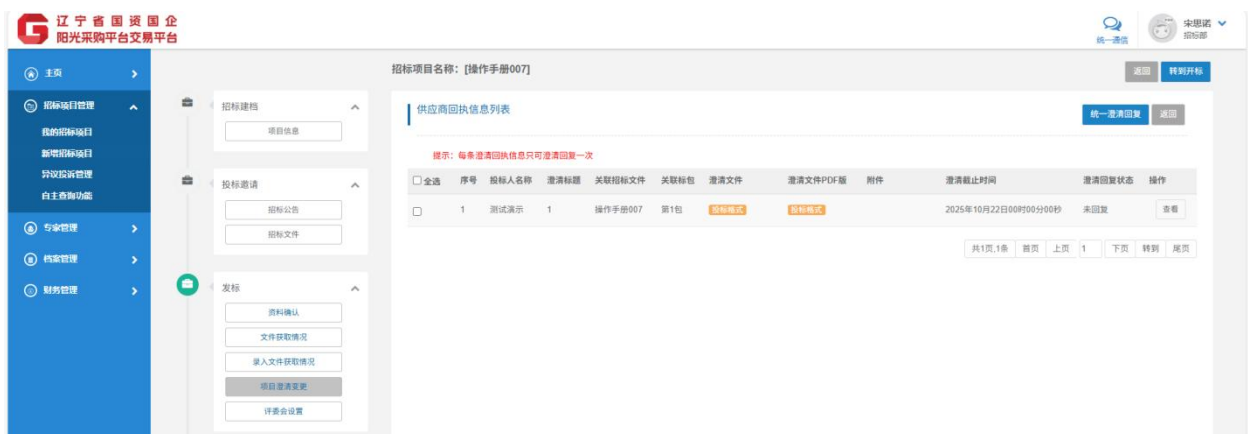 辽宁省国资国企
阳光采购平台交易平台
统一通信
宋思诺
招标部
主页
招标项目管理
我的招标项目
新增招标项目
异议投诉管理
自主查询功能
专家管理
档案管理
财务管理
招标建档
项目信息
投标邀请
招标公告
招标文件
发标
资料确认
文件获取情况
录入文件获取情况
项目澄清变更
评委会设置
招标项目名称：[操作手册007]
返回 转到开标
供应商回执信息列表
统一澄清回复 返回
提示：每条澄清回执信息只可澄清回复一次
全选 序号 投标人名称 澄清标题 关联招标文件 关联标包 澄清文件 澄清文件PDF版 附件 澄清截止时间 澄清回复状态 操作
1 测试演示 1 操作手册007 第1包 投标格式 投标格式 2025年10月22日00时00分00秒 未回复 查看
共1页,1条 首页 上页 1 下页 转到 尾页